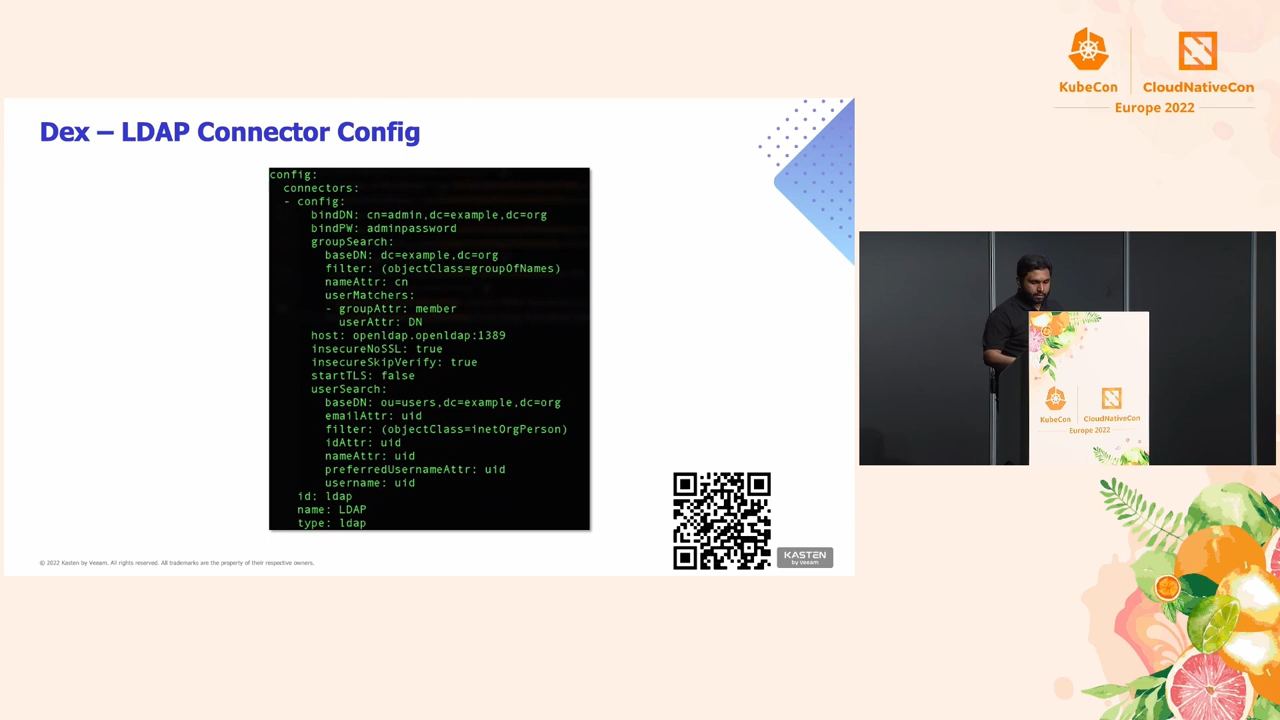 KubeCon
CloudNativeCon
Europe 2022
Dex – LDAP Connector Config
config:
  connectors:
  - config:
      bindDN: cn=admin,dc=example,dc=org
      bindPW: adminpassword
      groupSearch:
        baseDN: dc=example,dc=org
        filter: (objectClass=groupOfNames)
        nameAttr: cn
        userMatchers:
        - groupAttr: member
          userAttr: DN
      host: openldap.openldap:1389
      insecureNoSSL: true
      insecureSkipVerify: true
      startTLS: false
      userSearch:
        baseDN: ou=users,dc=example,dc=org
        emailAttr: uid
        filter: (objectClass=inetOrgPerson)
        idAttr: uid
        nameAttr: uid
        preferredUsernameAttr: uid
        username: uid
    id: ldap
    name: LDAP
    type: ldap
© 2022 Kasten by Veeam. All rights reserved. All trademarks are the property of their respective owners.
KASTEN
by Veeam
KubeCon
CloudNativeCon
Europe 2022